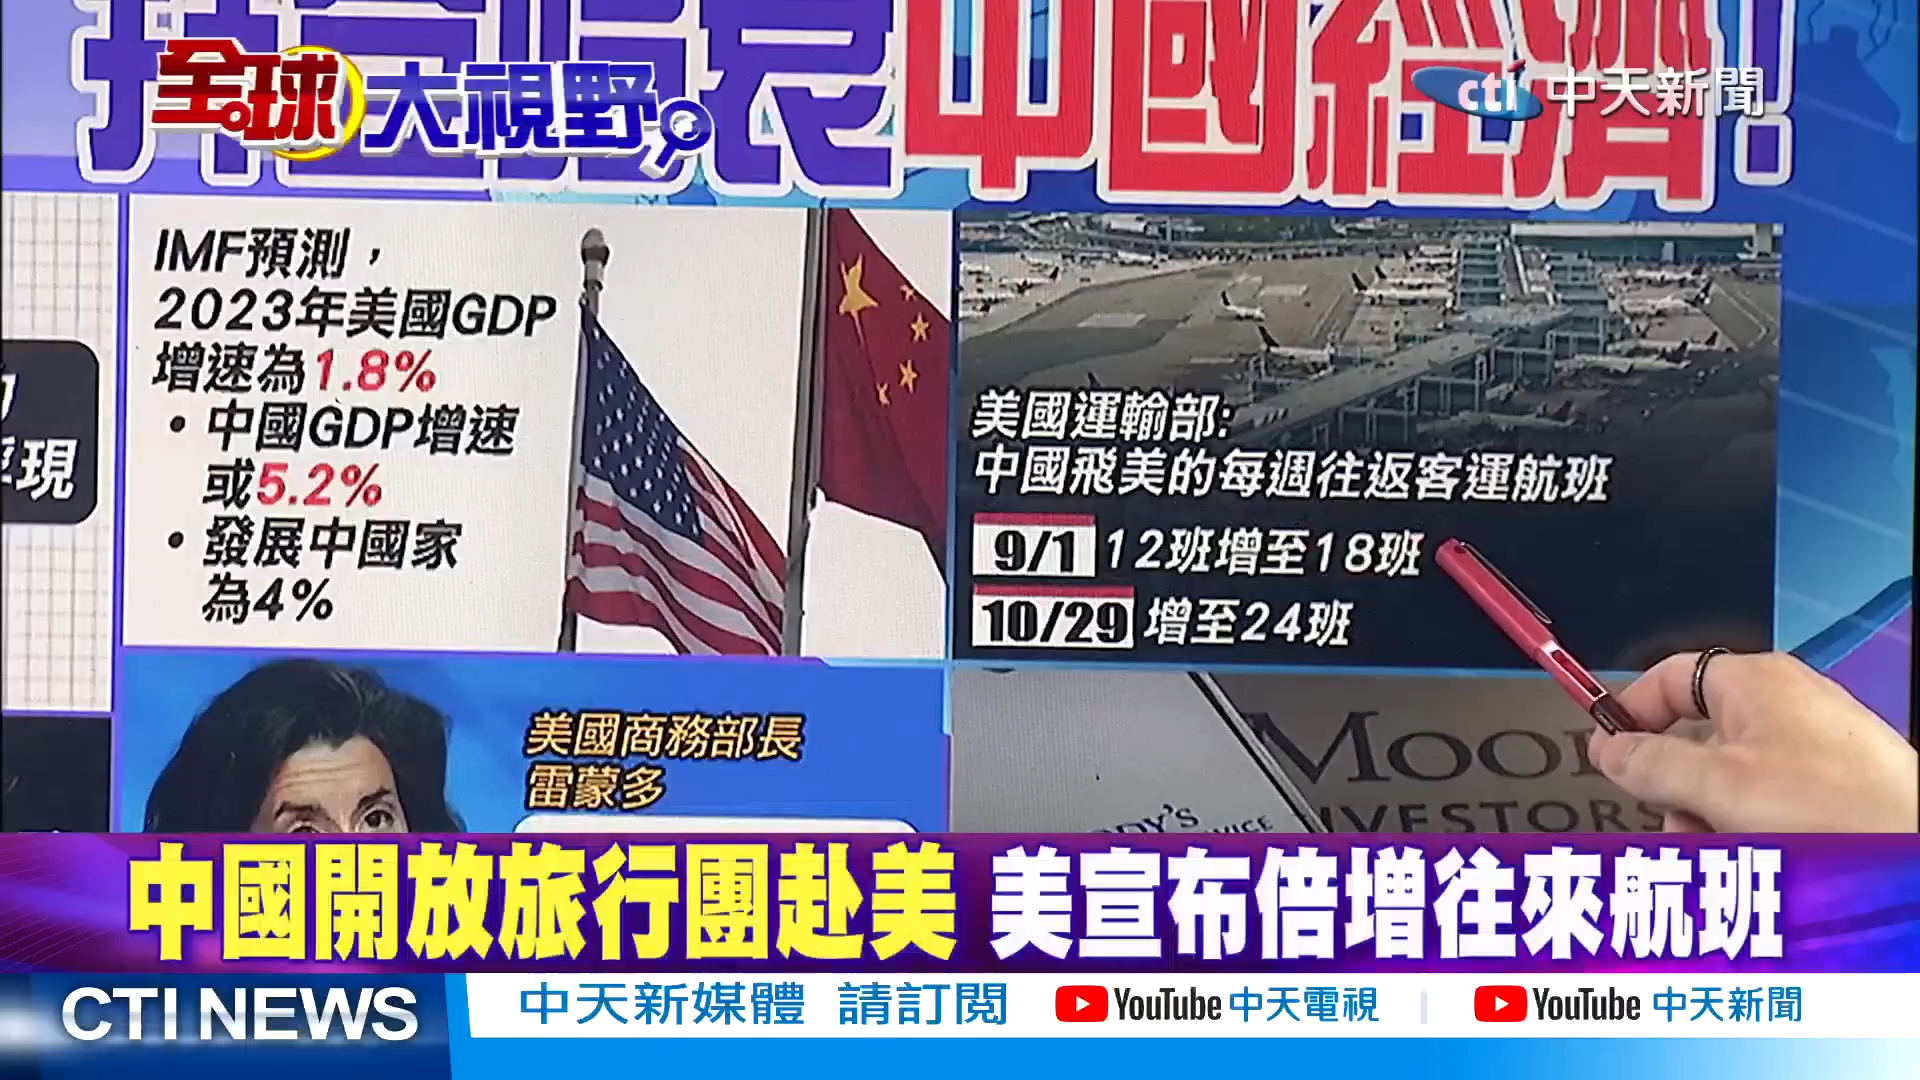 中國經濟!
全球大視野
cti 中天新聞
現
IMF預測，
2023年美國GDP
增速為1.8%
・中國GDP增速
或5.2%
・發展中國家
為4%
美國運輸部:
中國飛美的每週往返客運航班
9/1 12班增至18班
10/29 增至24班
美國商務部長
雷蒙多
中國開放旅行團赴美 美宣布倍增往來航班
CTI NEWS
中天新媒體 請訂閱 YouTube 中天電視 | YouTube 中天新聞